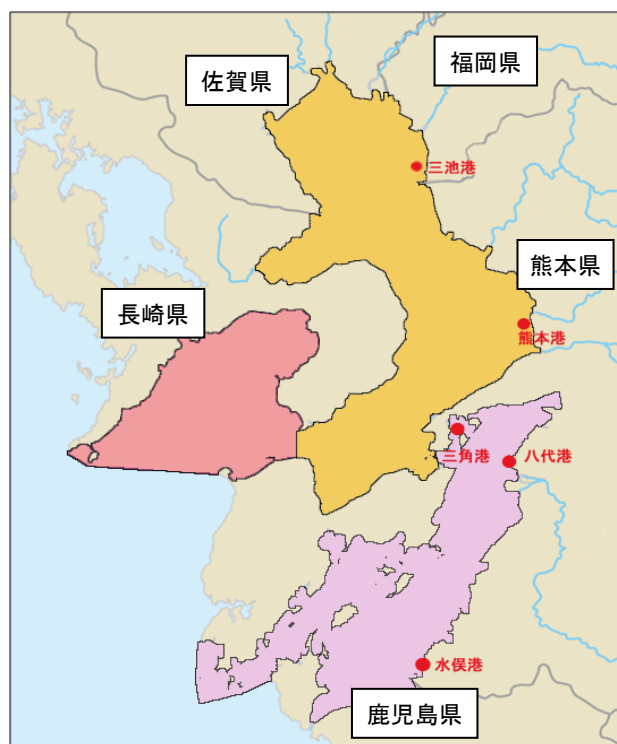 福岡県
佐賀県
三池港
熊本県
長崎県
熊本港
三角港
八代港
水俣港
鹿児島県